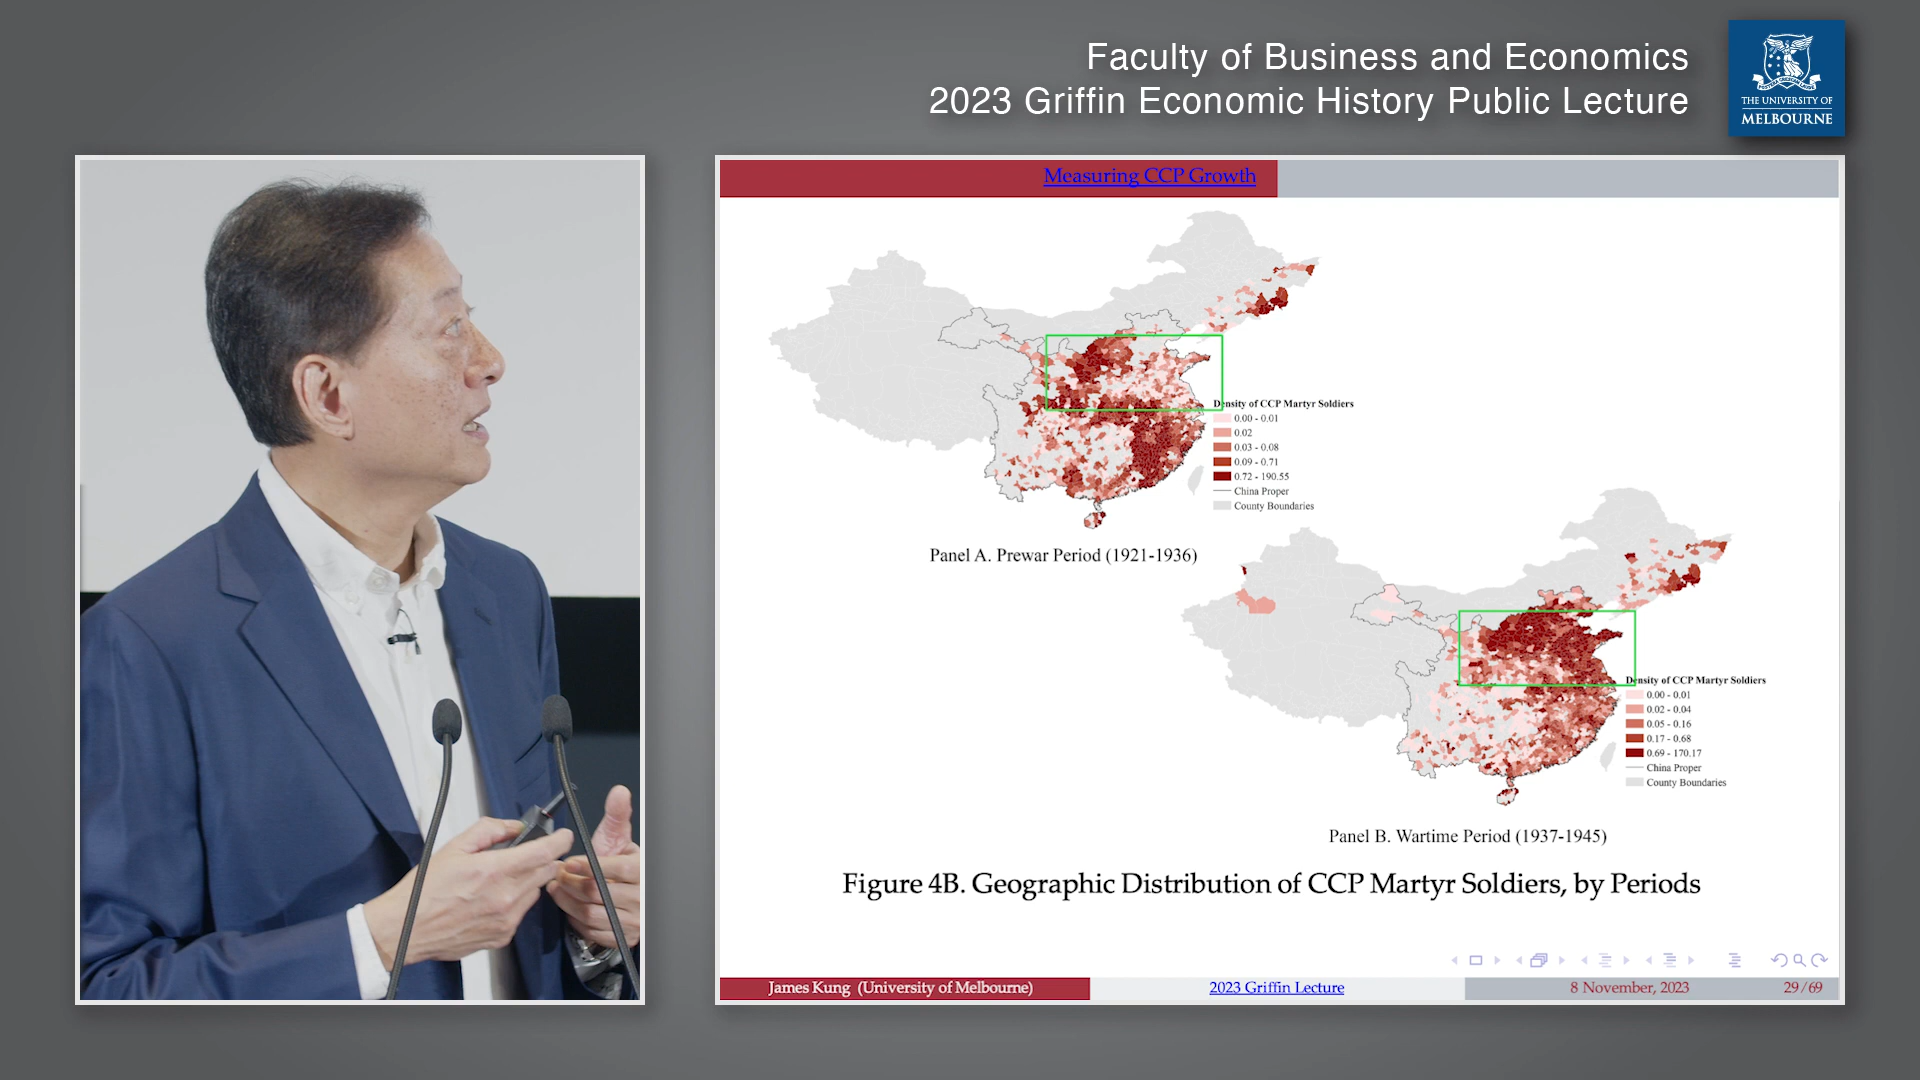 Faculty of Business and Economics
2023 Griffin Economic History Public Lecture
THE UNIVERSITY OF
MELBOURNE
Measuring CCP Growth
Density of CCP Martyr Soldiers
0.00 - 0.01
0.02
0.03 - 0.08
0.09 - 0.71
0.72 - 190.55
China Proper
County Boundaries
Panel A. Prewar Period (1921-1936)
Density of CCP Martyr Soldiers
0.00 - 0.01
0.02 - 0.04
0.05 - 0.16
0.17 - 0.68
0.69 - 170.17
China Proper
County Boundaries
Panel B. Wartime Period (1937-1945)
Figure 4B. Geographic Distribution of CCP Martyr Soldiers, by Periods
James Kung (University of Melbourne)
2023 Griffin Lecture
8 November, 2023
29/69